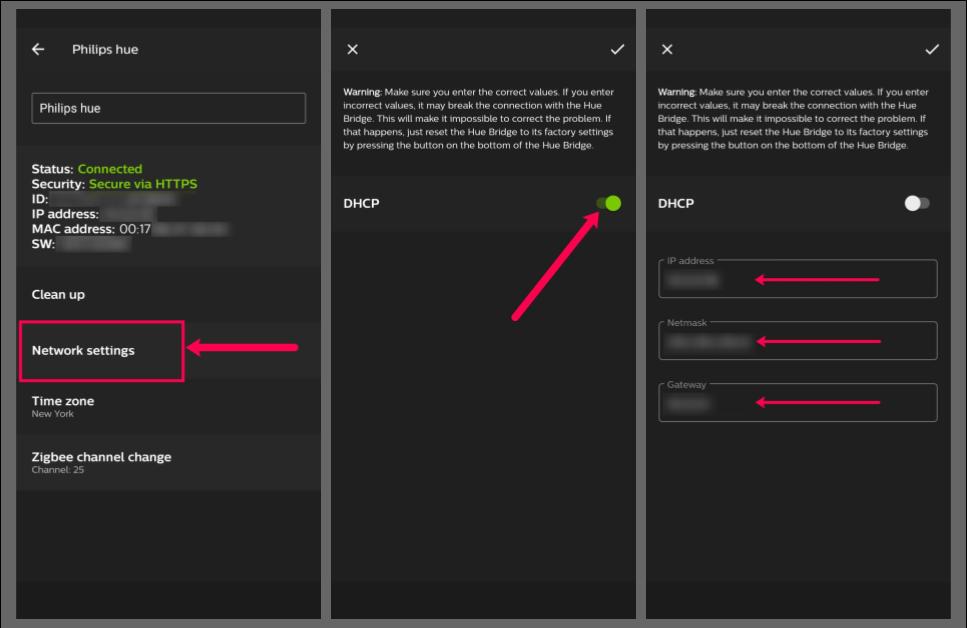 Philips hue
Philips hue
Status: Connected
Security: Secure via HTTPS
ID:
IP address:
MAC address: 00:17
SW:
Clean up
Network settings
Time zone
New York
Zigbee channel change
Channel: 25
Warning: Make sure you enter the correct values. If you enter
incorrect values, it may break the connection with the Hue
Bridge. This will make it impossible to correct the problem. If
that happens, just reset the Hue Bridge to its factory settings
by pressing the button on the bottom of the Hue Bridge.
DHCP
Warning: Make sure you enter the correct values. If you enter
incorrect values, it may break the connection with the Hue
Bridge. This will make it impossible to correct the problem. If
that happens, just reset the Hue Bridge to its factory settings
by pressing the button on the bottom of the Hue Bridge.
DHCP
IP address
Netmask
Gateway